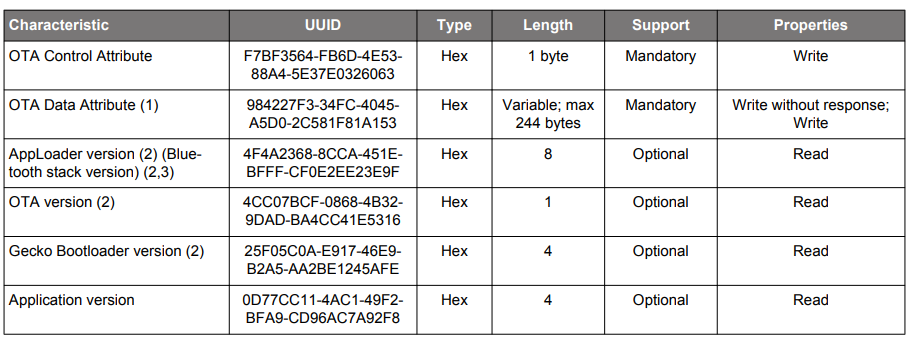 Characteristic UUID Type Length Support Properties
OTA Control Attribute F7BF3564-FB6D-4E53- Hex 1 byte Mandatory Write
88A4-5E37E0326063
OTA Data Attribute (1) 984227F3-34FC-4045- Hex Variable; max Mandatory Write without response;
A5D0-2C581F81A153 244 bytes Write
AppLoader version (2) (Blue- 4F4A2368-8CCA-451E- Hex 8 Optional Read
tooth stack version) (2,3) BFFF-CF0E2EE23E9F
OTA version (2) 4CC07BCF-0868-4B32- Hex 1 Optional Read
9DAD-BA4CC41E5316
Gecko Bootloader version (2) 25F05C0A-E917-46E9- Hex 4 Optional Read
B2A5-AA2BE1245AFE
Application version 0D77CC11-4AC1-49F2- Hex 4 Optional Read
BFA9-CD96AC7A92F8